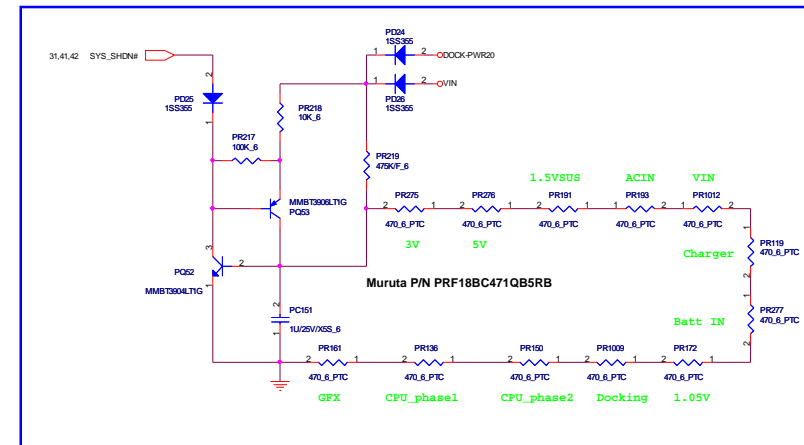 PD24
1SS355
31,41,42 SYS_SHDN#
1 2 DOCK-PWR20
2
1 2 VIN
PD25
1SS355
PR218
10K_6
PD26
1SS355
1
PR217
100K_6
PR219
475K/F_6
1.5VSUS ACIN VIN
PR275 PR276 PR191 PR193 PR1012
2 1 2 1 2 1 2 1 1 2
MMBT3906LT1G
PQ53
470_6_PTC 470_6_PTC 470_6_PTC 470_6_PTC 470_6_PTC
3V 5V
1
PR119
470_6_PTC
Charger
2
3
PQ52
2
MMBT3904LT1G
1
Muruta P/N PRF18BC471QB5RB
1
PR277
470_6_PTC
Batt IN
2
2
PC151
1U/25V/X5S_6
1
PR161 PR136 PR150 PR1009 PR172
2 1 2 1 2 1 2 1 2 1
470_6_PTC 470_6_PTC 470_6_PTC 470_6_PTC 470_6_PTC
GFX CPU_phase1 CPU_phase2 Docking 1.05V